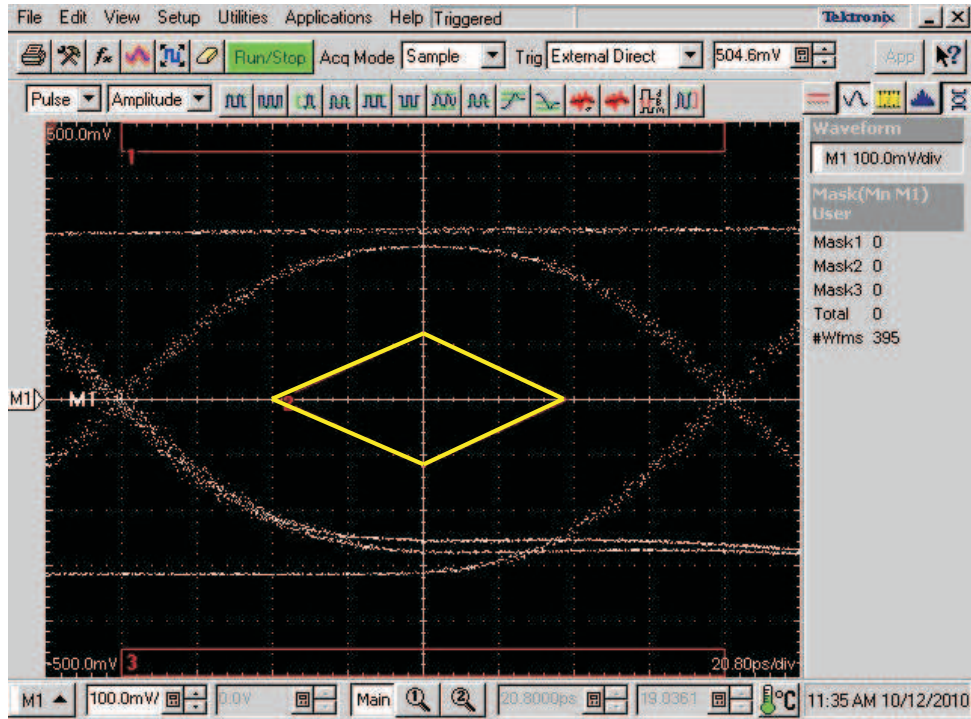 File Edit View Setup Utilities Applications Help Triggered Tektronix
Run/Stop Acq Mode Sample Trig External Direct 504.6mV App
Pulse Amplitude
500.0mV
1
Waveform
M1 100.0mV/div
Mask(Mn M1)
User
Mask1 0
Mask2 0
Mask3 0
Total 0
#Wfms 395
M1 M1
2
-500.0mV 3 20.80ps/div
M1 100.0mV/ 0.0V Main 20.8000ps 19.0361 °C 11:35 AM 10/12/2010